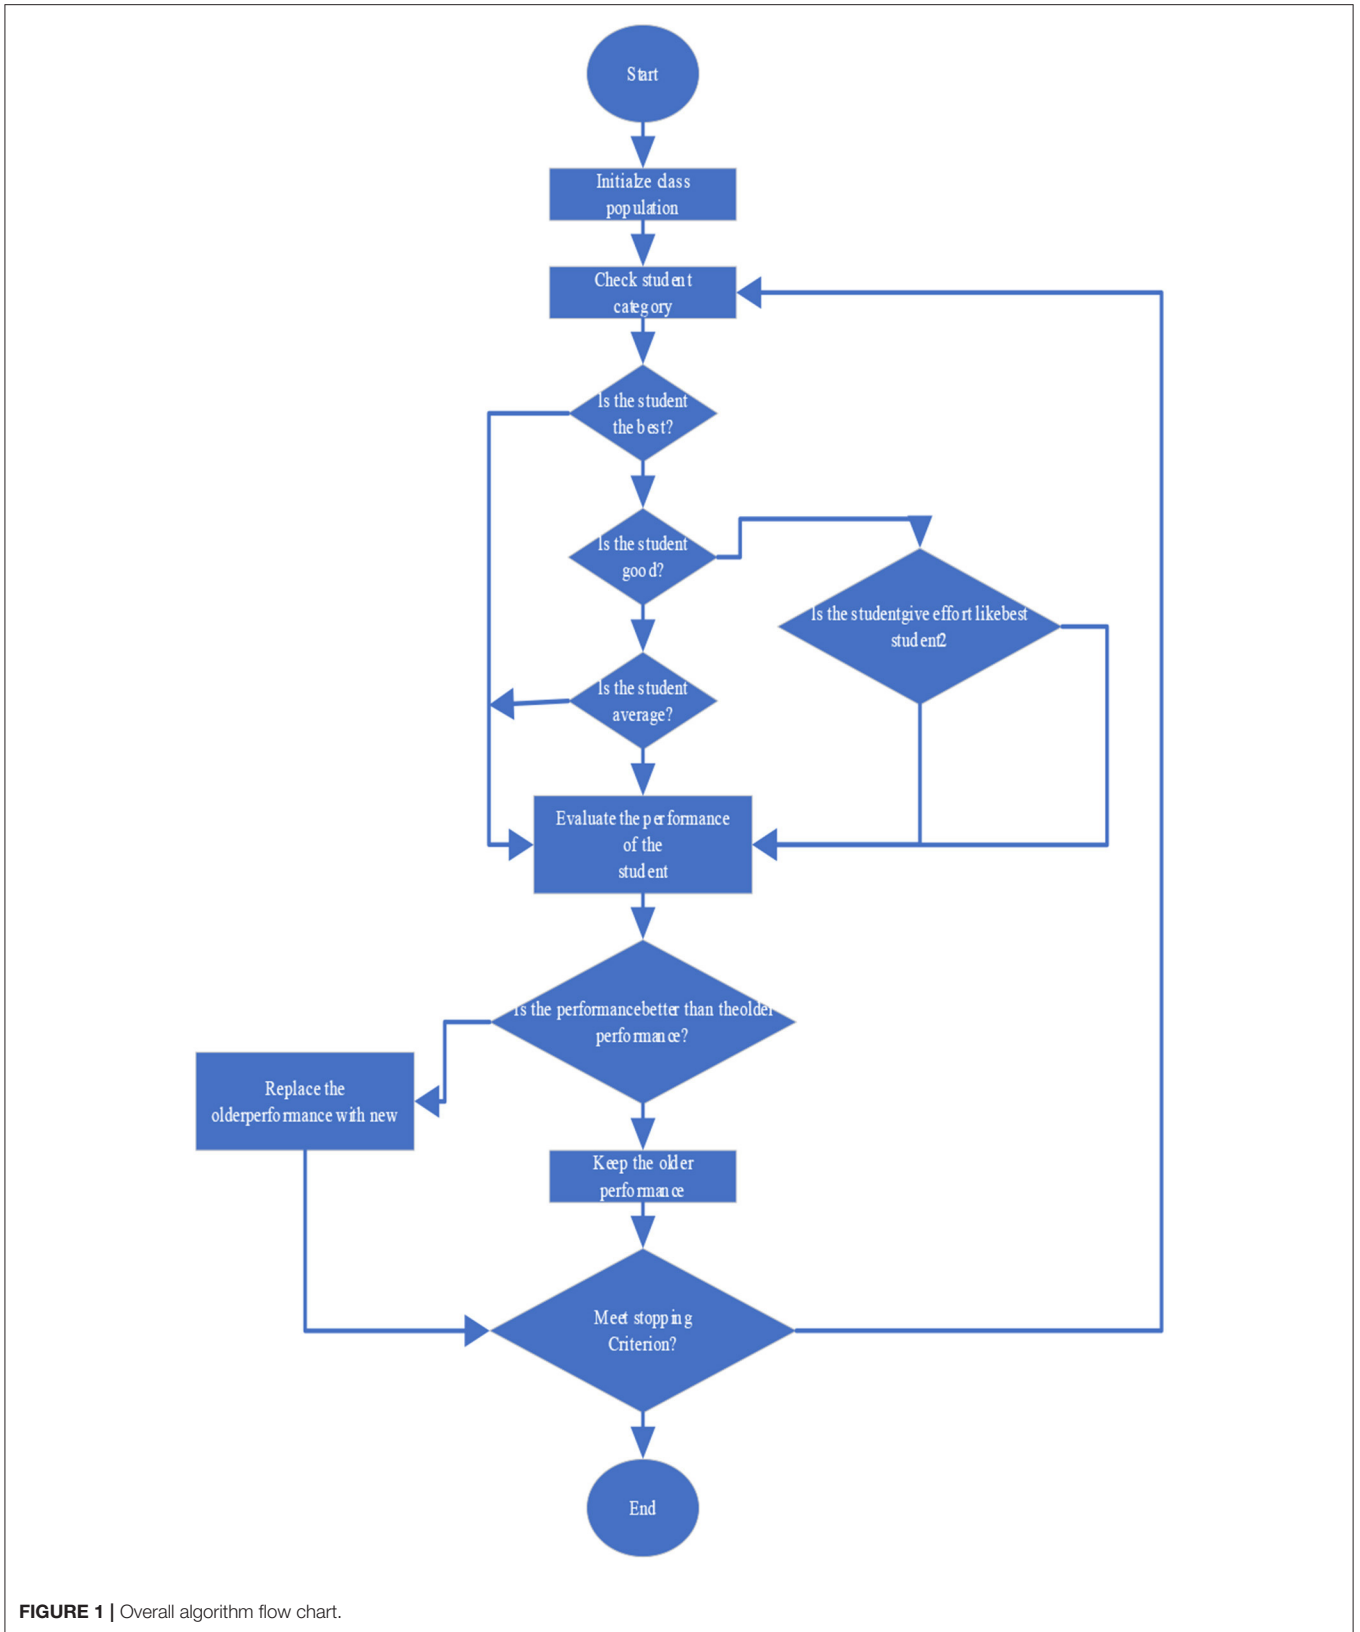 Start
Initialze class
population
Check student
category
Is the student
the best?
Is the student
good?
Is the studentgive effort likebest
student2
Is the student
average?
Evaluate the performance
of the
student
Is the performancebetter than theolder
performance?
Replace the
olderperformance with new
Keep the older
performance
Meet stopping
Criterion?
End
FIGURE 1 | Overall algorithm flow chart.